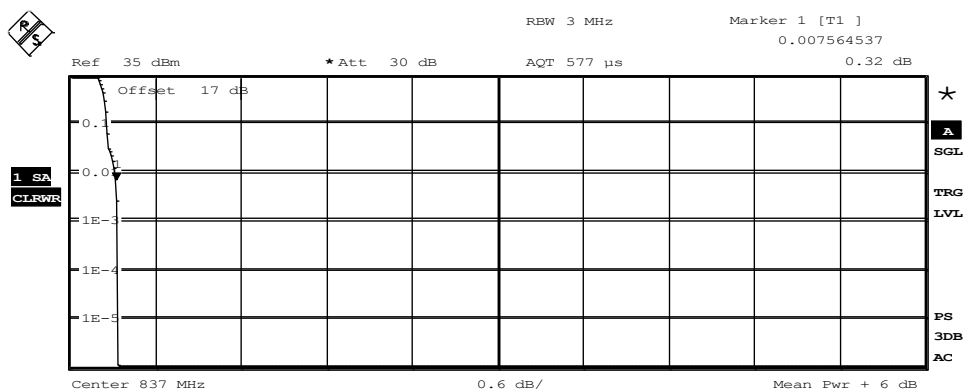 R
S
RBW 3 MHz
Marker 1 [T1 ]
0.007564537
Ref 35 dBm
*Att 30 dB
AQT 577 µs
0.32 dB
Offset 17 dB
*
0.1
A
SGL
1
0.01
1 SA
CLRWR
TRG
LVL
1E-3
1E-4
1E-5
PS
3DB
AC
Center 837 MHz
0.6 dB/
Mean Pwr + 6 dB